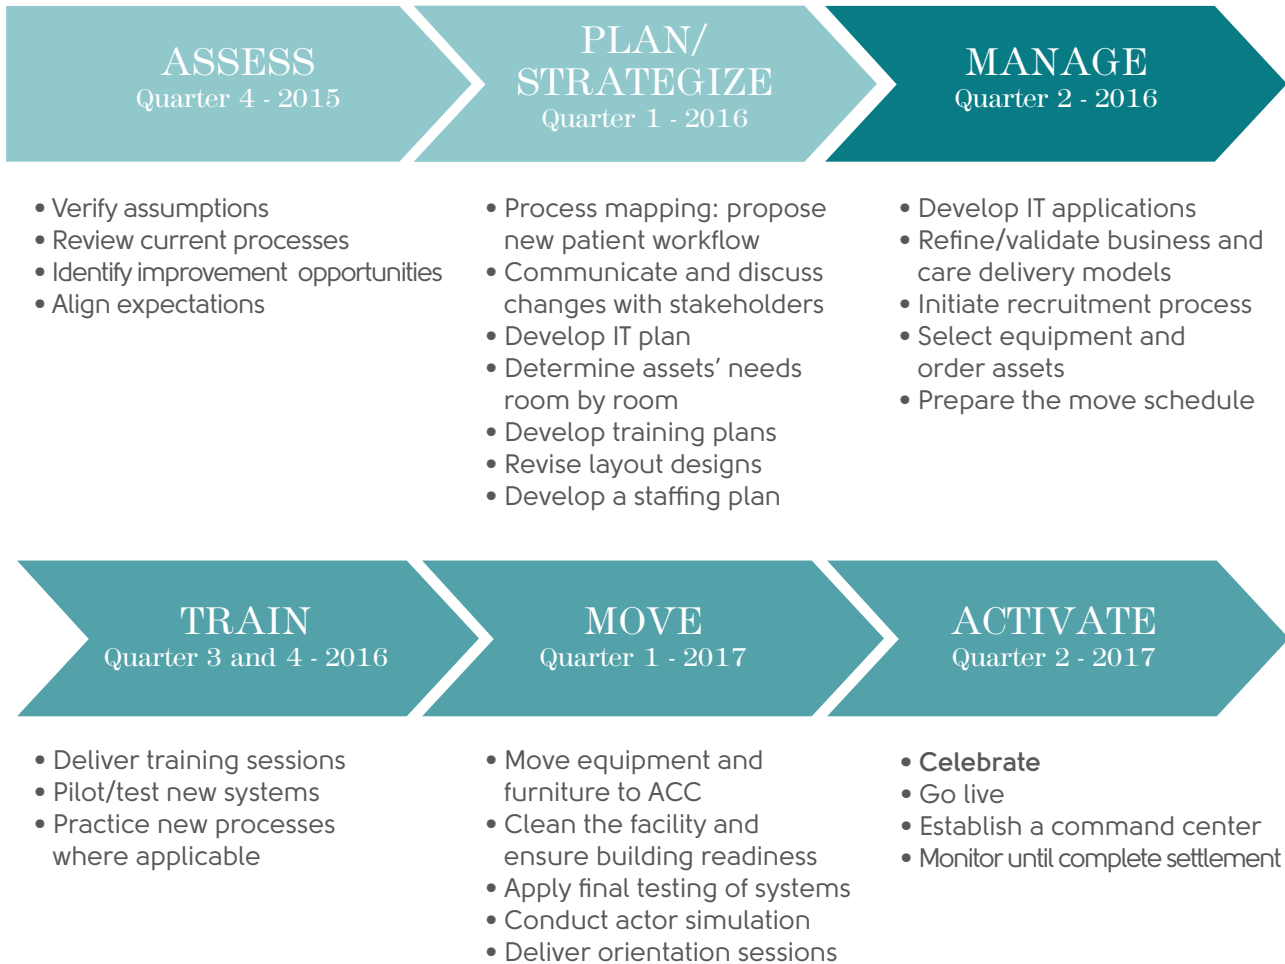 ASSESS
Quarter 4 - 2015
PLAN/
STRATEGIZE
Quarter 1 - 2016
MANAGE
Quarter 2 - 2016
• Verify assumptions
• Review current processes
• Identify improvement opportunities
• Align expectations
• Process mapping: propose
new patient workflow
• Communicate and discuss
changes with stakeholders
• Develop IT plan
• Determine assets’ needs
room by room
• Develop training plans
• Revise layout designs
• Develop a staffing plan
• Develop IT applications
• Refine/validate business and
care delivery models
• Initiate recruitment process
• Select equipment and
order assets
• Prepare the move schedule
TRAIN
Quarter 3 and 4 - 2016
MOVE
Quarter 1 - 2017
ACTIVATE
Quarter 2 - 2017
• Deliver training sessions
• Pilot/test new systems
• Practice new processes
where applicable
• Move equipment and
furniture to ACC
• Clean the facility and
ensure building readiness
• Apply final testing of systems
• Conduct actor simulation
• Deliver orientation sessions
• Celebrate
• Go live
• Establish a command center
• Monitor until complete settlement